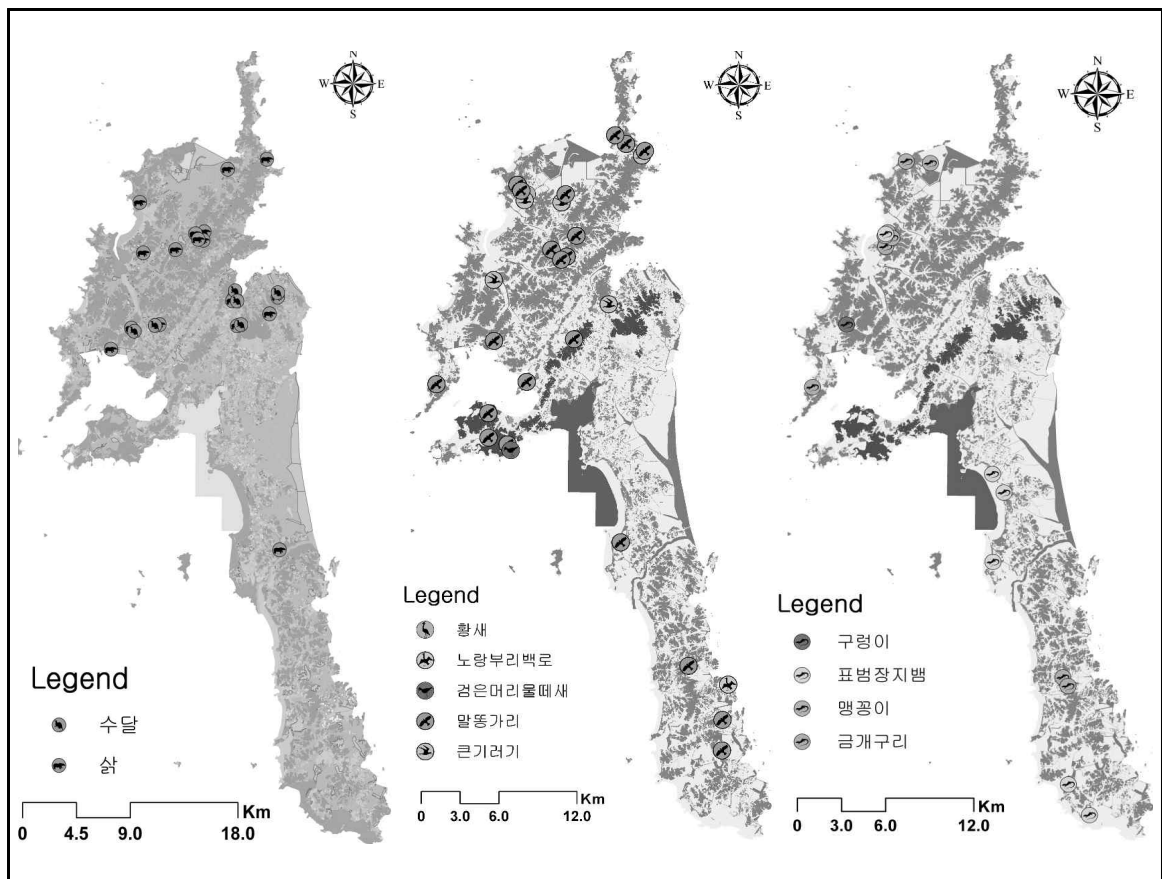 N
W E
S
Legend
수달
삵
Km
0 4.5 9.0 18.0
N
W E
S
Legend
황새
노랑부리백로
검은머리물떼새
말똥가리
큰기러기
Km
0 3.0 6.0 12.0
N
W E
S
Legend
구렁이
표범장지뱀
맹꽁이
금개구리
Km
0 3.0 6.0 12.0